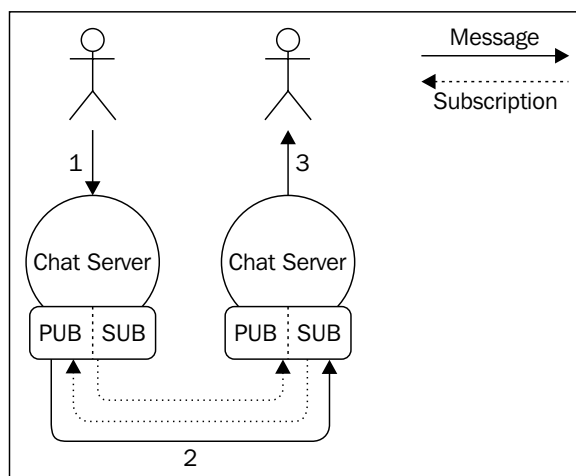 Message
Subscription
1
3
Chat Server
Chat Server
PUB
SUB
PUB
SUB
2